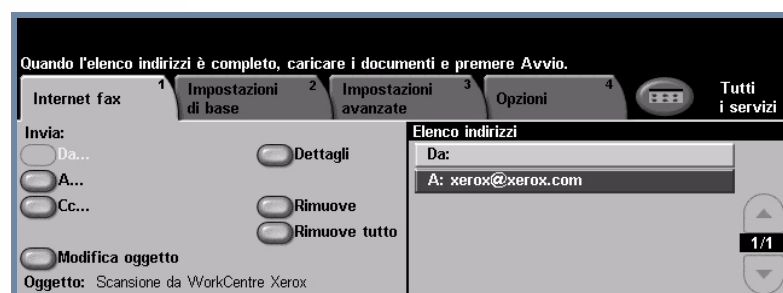 Quando l'elenco indirizzi è completo, caricare i documenti e premere Avvio.
Internet fax 1
Impostazioni di base 2
Impostazioni avanzate 3
Opzioni 4
Tutti i servizi
Invia:
Da...
Dettagli
A...
Cc...
Rimuove
Rimuove tutto
Modifica oggetto
Oggetto: Scansione da WorkCentre Xerox
Elenco indirizzi
Da:
A: xerox@xerox.com
1/1